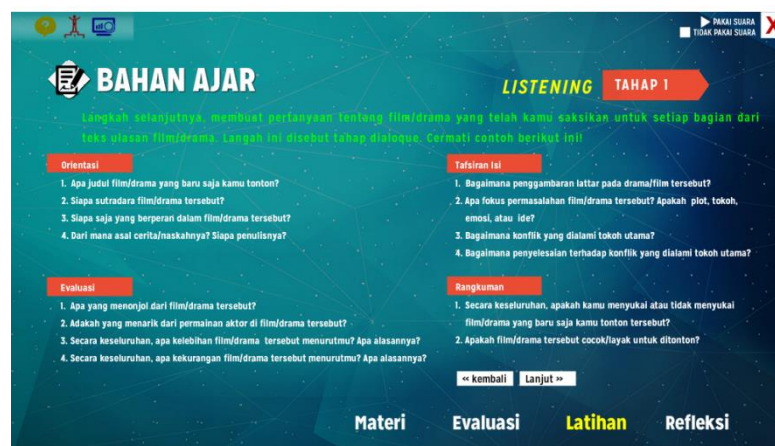 PAKAI SUARA
TIDAK PAKAI SUARA
X
BAHAN AJAR
LISTENING
TAHAP 1
Langkah selanjutnya, membuat pertanyaan tentang film/drama yang telah kamu saksikan untuk setiap bagian dari
teks ulasan film/drama. Langah ini disebut tahap dialoque. Cermati contoh berikut ini!
Orientasi
1. Apa judul film/drama yang baru saja kamu tonton?
2. Siapa sutradara film/drama tersebut?
3. Siapa saja yang berperan dalam film/drama tersebut?
4. Dari mana asal cerita/naskahnya? Siapa penulisnya?
Tafsiran Isi
1. Bagaimana penggambaran lattar pada drama/film tersebut?
2. Apa fokus permasalahan film/drama tersebut? Apakah plot, tokoh,
emosi, atau ide?
3. Bagaimana konflik yang dialami tokoh utama?
4. Bagaimana penyelesaian terhadap konflik yang dialami tokoh utama?
Evaluasi
1. Apa yang menonjol dari film/drama tersebut?
2. Adakah yang menarik dari permainan aktor di film/drama tersebut?
3. Secara keseluruhan, apa kelebihan film/drama tersebut menurutmu? Apa alasannya?
4. Secara keseluruhan, apa kekurangan film/drama tersebut menurutmu? Apa alasannya?
Rangkuman
1. Secara keseluruhan, apakah kamu menyukai atau tidak menyukai
film/drama yang baru saja kamu tonton tersebut?
2. Apakah film/drama tersebut cocok/layak untuk ditonton?
<< kembali
Lanjut >>
Materi
Evaluasi
Latihan
Refleksi